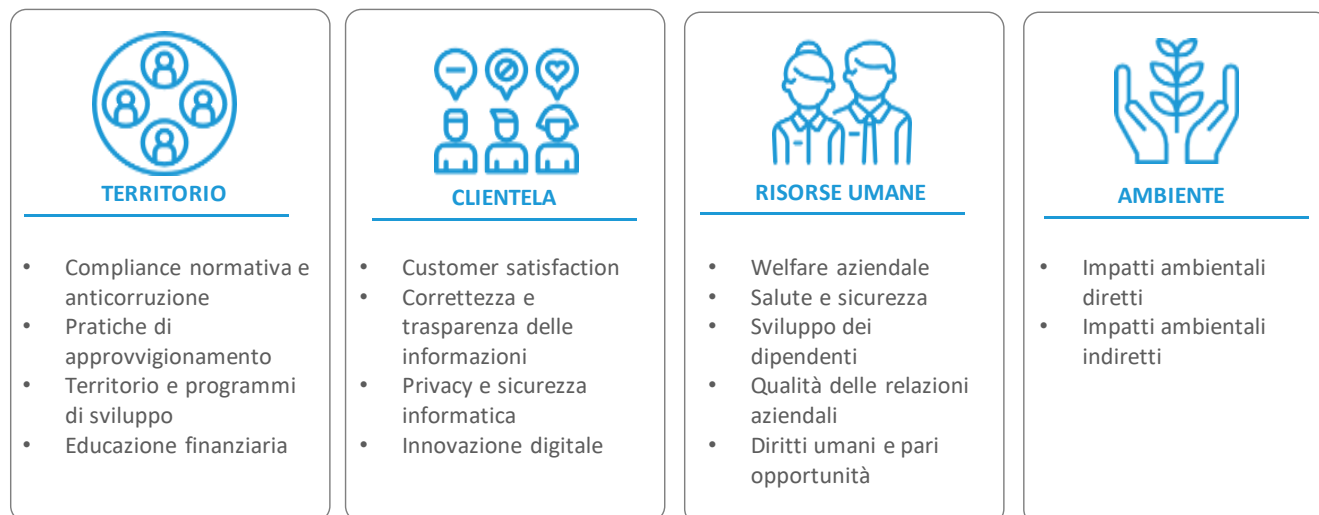 TERRITORIO
• Compliance normativa e
anticorruzione
• Pratiche di
approvvigionamento
• Territorio e programmi
di sviluppo
• Educazione finanziaria
CLIENTELA
• Customer satisfaction
• Correttezza e
trasparenza delle
informazioni
• Privacy e sicurezza
informatica
• Innovazione digitale
RISORSE UMANE
• Welfare aziendale
• Salute e sicurezza
• Sviluppo dei
dipendenti
• Qualità delle relazioni
aziendali
• Diritti umani e pari
opportunità
AMBIENTE
• Impatti ambientali
diretti
• Impatti ambientali
indiretti